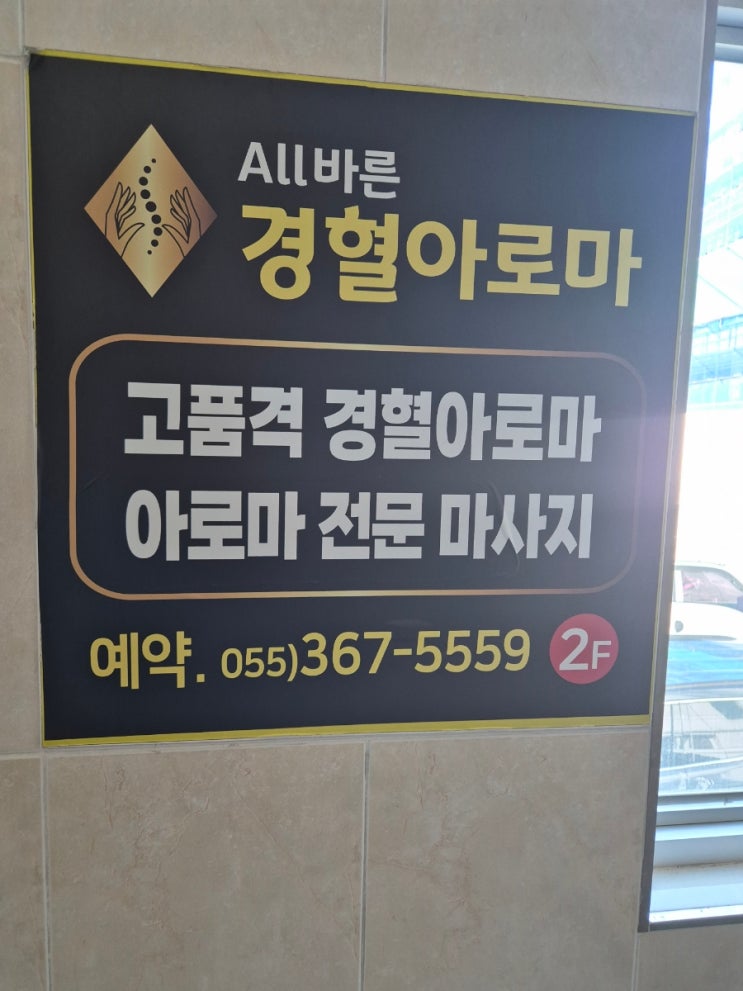 All바른
경혈아로마
고품격 경혈아로마
아로마 전문 마사지
예약. 055)367-5559 2F